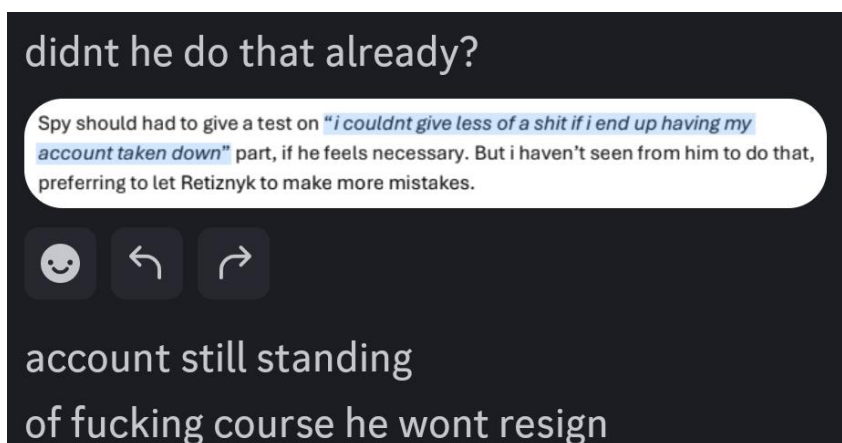 didnt he do that already?
Spy should had to give a test on “i couldnt give less of a shit if i end up having my
account taken down” part, if he feels necessary. But i haven’t seen from him to do that,
preferring to let Retiznyk to make more mistakes.
account still standing
of fucking course he wont resign